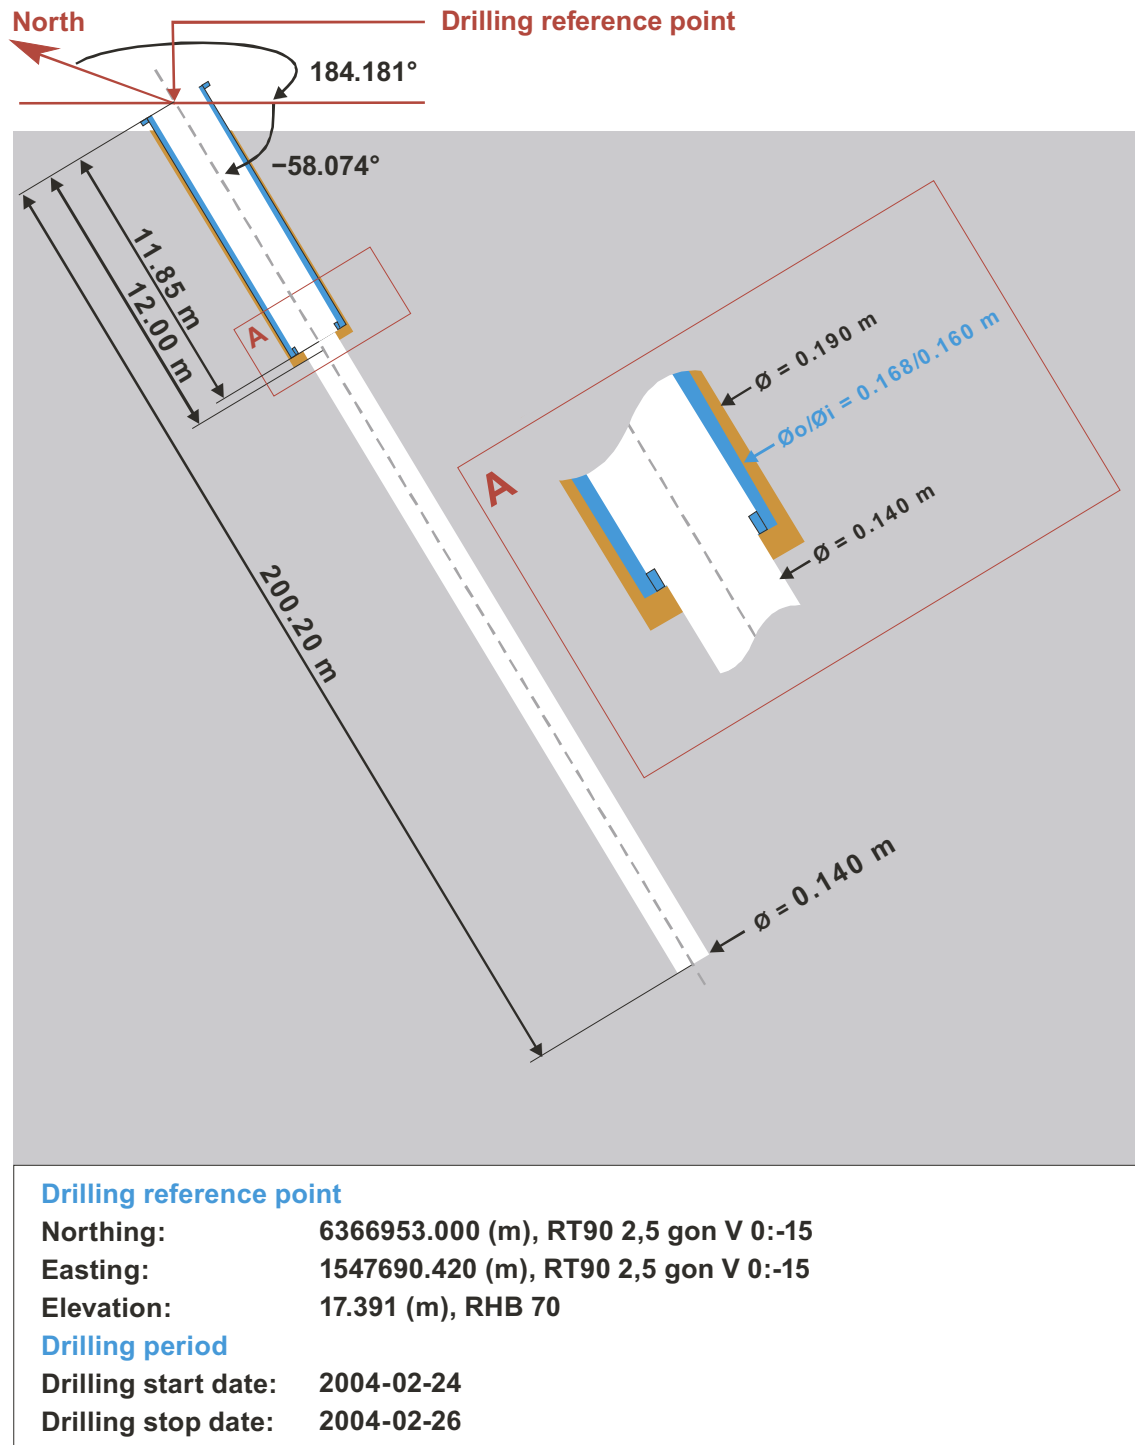 North
Drilling reference point
184.181°
−58.074°
11.85 m
12.00 m
200.20 m
A
A
Ø = 0.190 m
Øo/Øi = 0.168/0.160 m
Ø = 0.140 m
Ø = 0.140 m
Drilling reference point
Northing: 6366953.000 (m), RT90 2,5 gon V 0:-15
Easting: 1547690.420 (m), RT90 2,5 gon V 0:-15
Elevation: 17.391 (m), RHB 70
Drilling period
Drilling start date: 2004-02-24
Drilling stop date: 2004-02-26